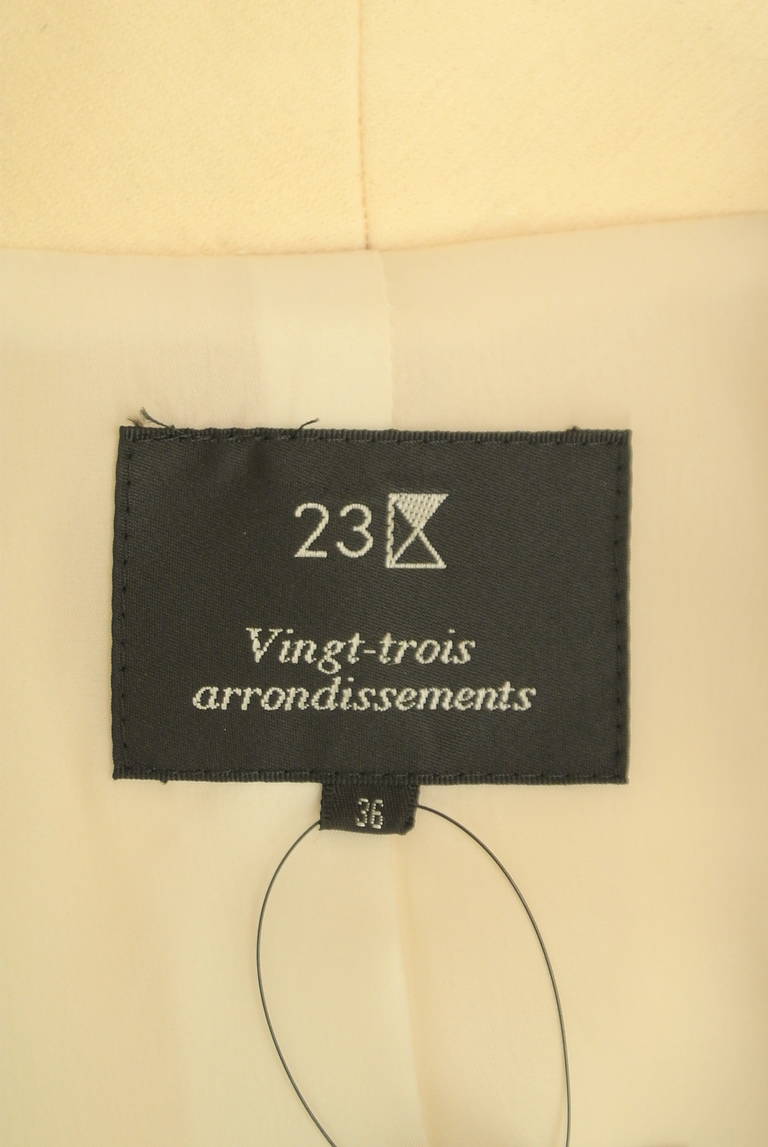 23
Vingt-trois
arrondissements
36